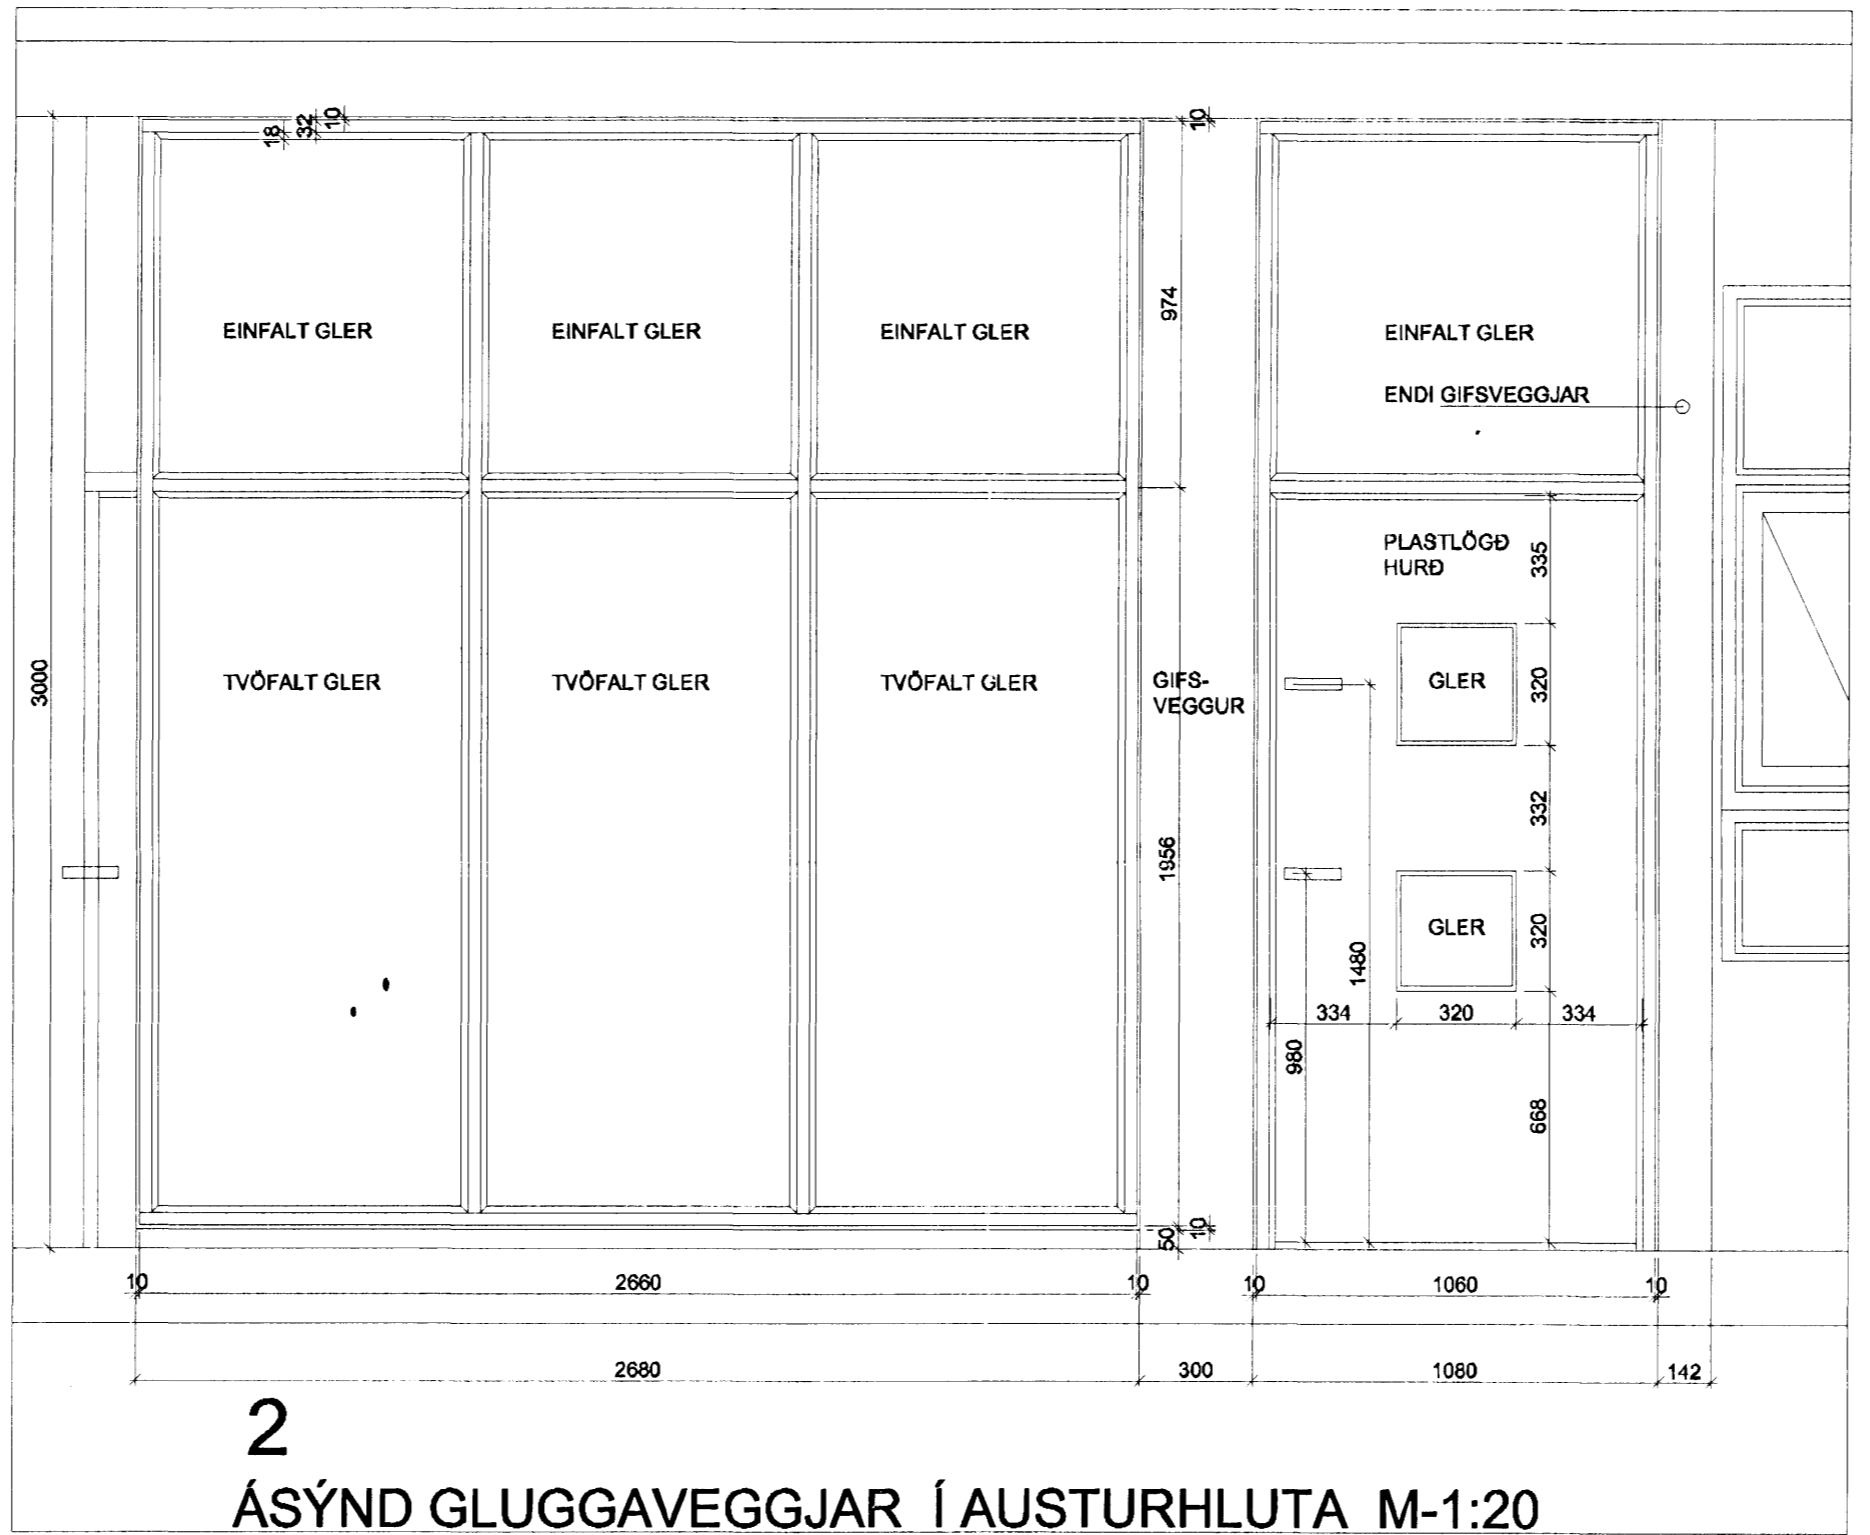 18
32
10
10
EINFALT GLER
EINFALT GLER
EINFALT GLER
974
EINFALT GLER
ENDI GIFSVEGGJAR
PLASTLÖGÐ
HURÐ
335
3000
TVÖFALT GLER
TVÖFALT GLER
TVÖFALT GLER
GIFS-
VEGGUR
GLER
320
332
1956
GLER
320
1480
334
320
334
980
668
50
10
10
2660
10
10
1060
10
2680
300
1080
142
2
ÁSÝND GLUGGAVEGGJAR Í AUSTURHLUTA M-1:20